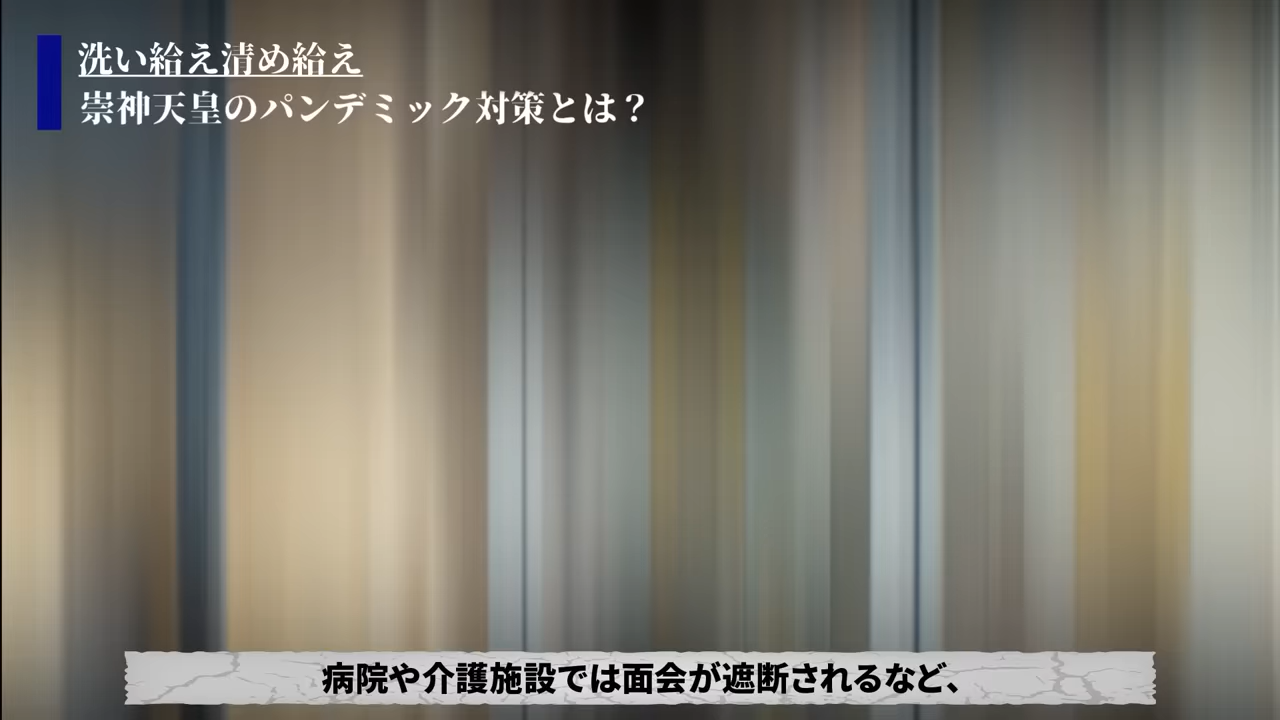 洗い給え清め給え
崇神天皇のパンデミック対策とは？
病院や介護施設では面会が遮断されるなど、